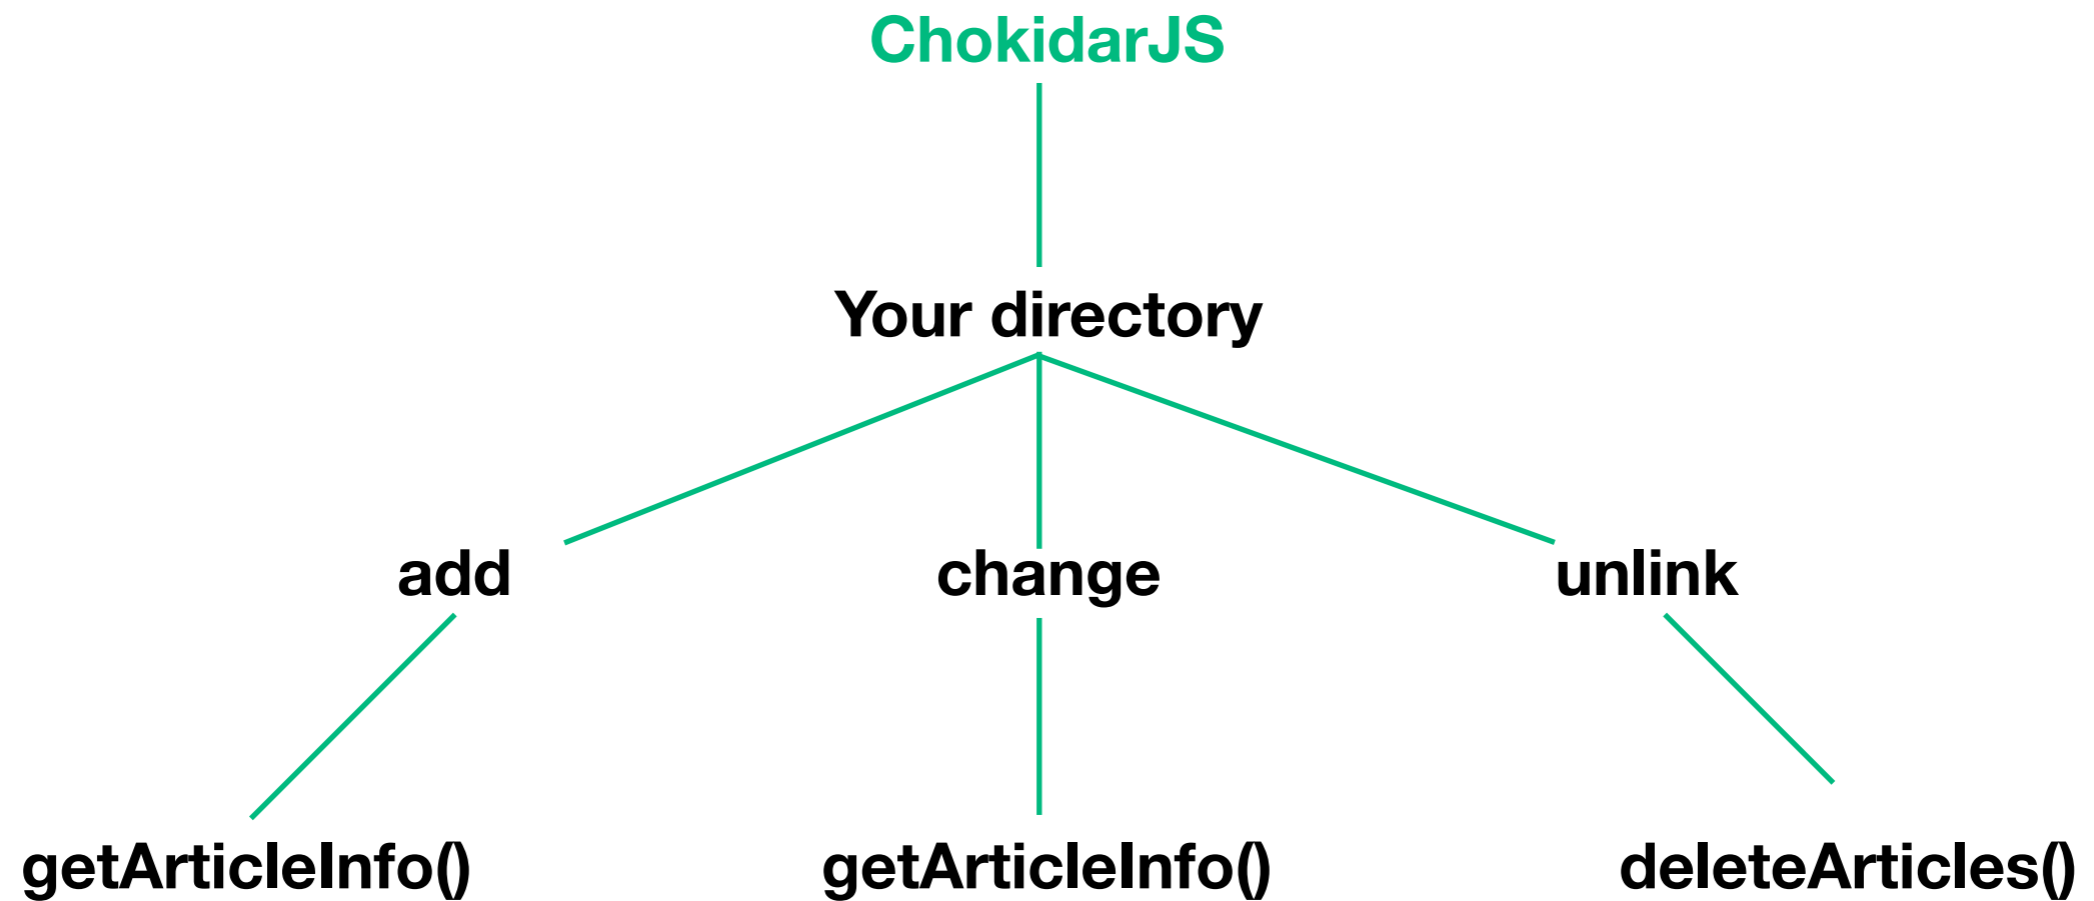 ChokidarJS
Your directory
add
change
unlink
getArticleInfo()
getArticleInfo()
deleteArticles()